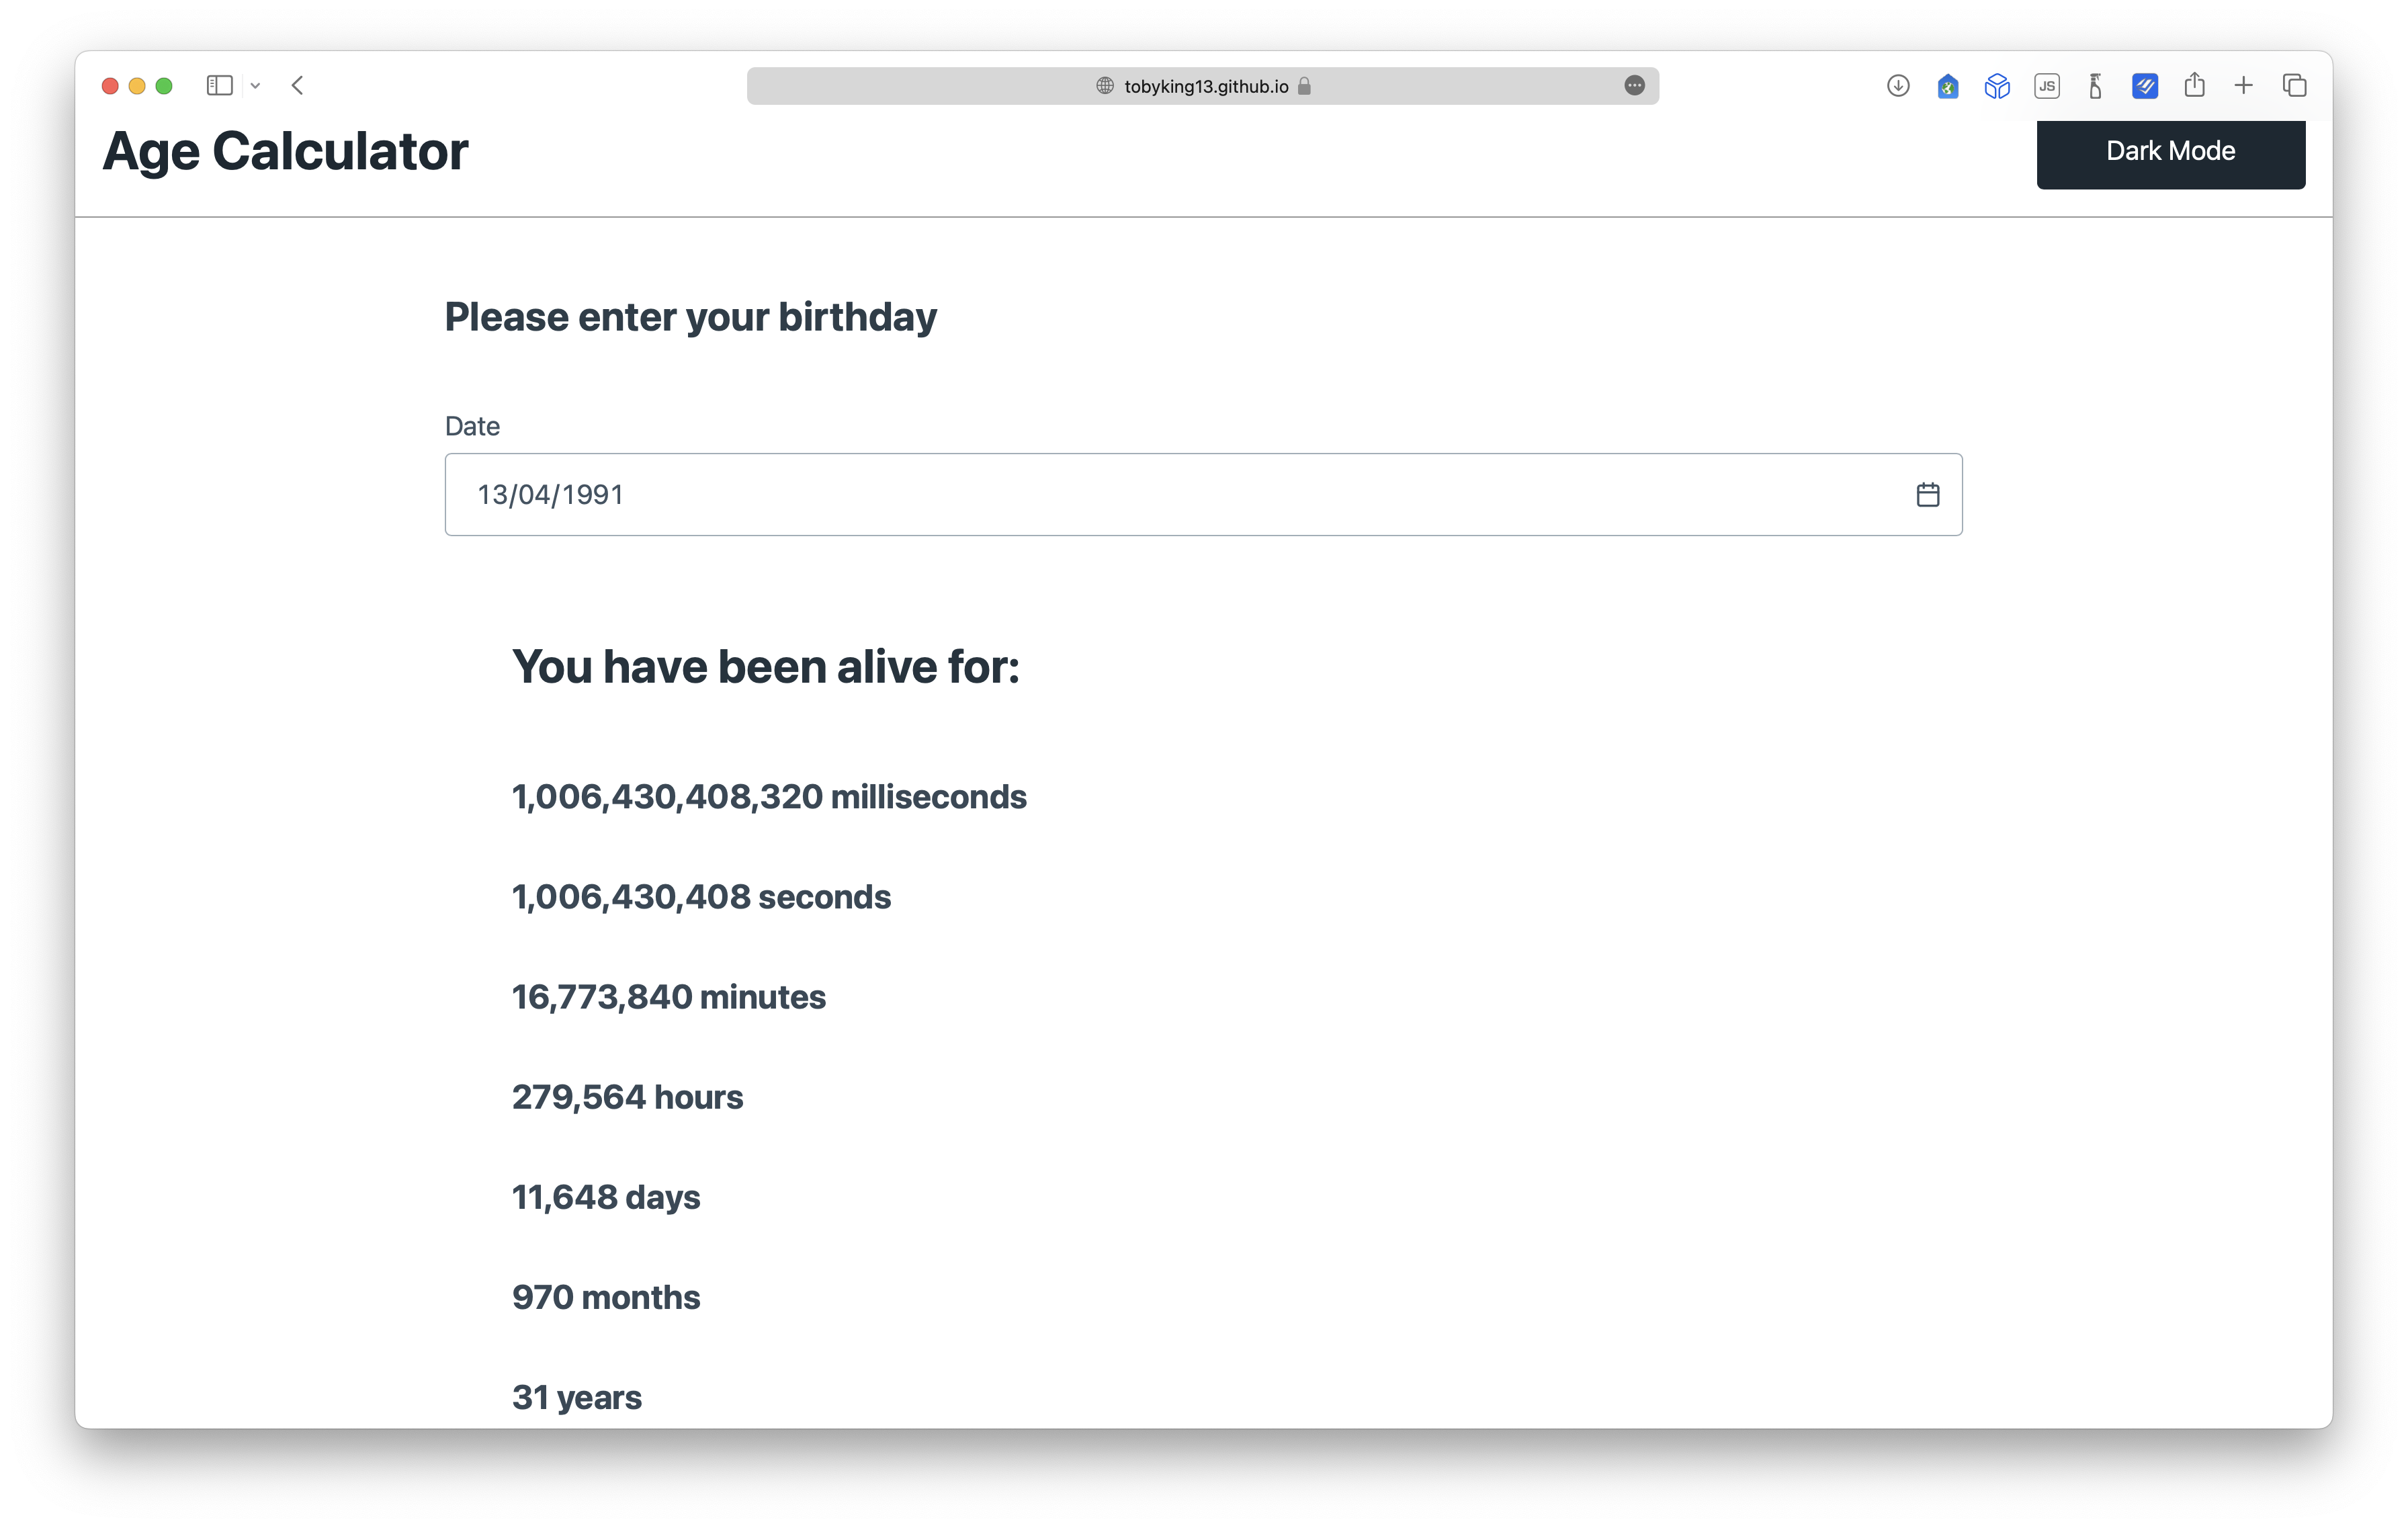 tobyking13.github.io
JS
Age Calculator
Dark Mode
Please enter your birthday
Date
13/04/1991
You have been alive for:
1,006,430,408,320 milliseconds
1,006,430,408 seconds
16,773,840 minutes
279,564 hours
11,648 days
970 months
31 years